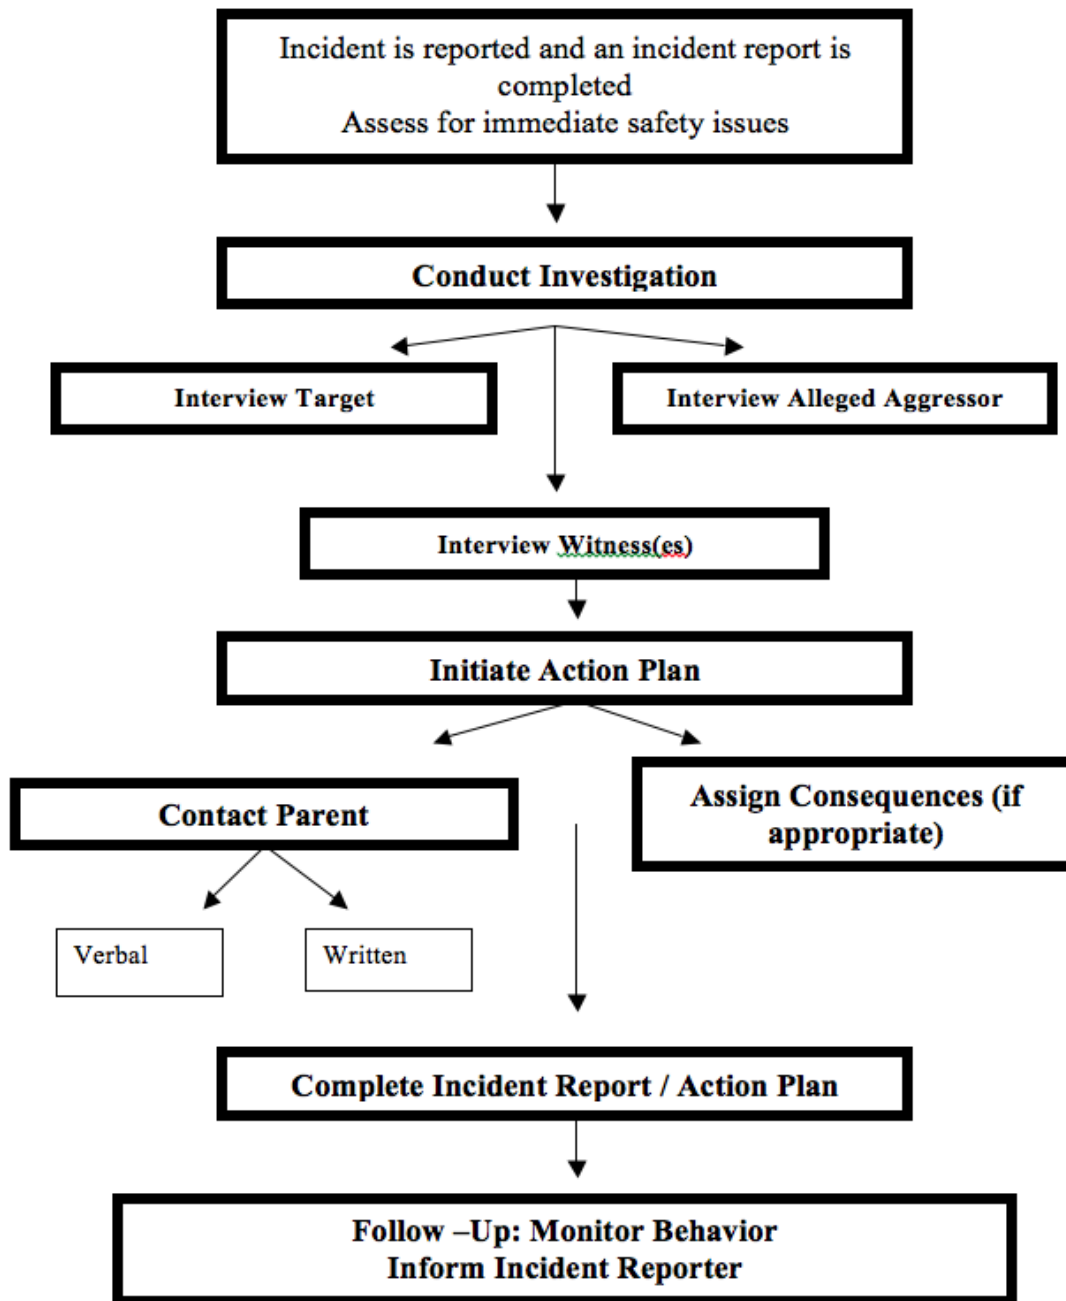 Incident is reported and an incident report is
completed
Assess for immediate safety issues
Conduct Investigation
Interview Target
Interview Alleged Aggressor
Interview Witness(es)
Initiate Action Plan
Contact Parent
Assign Consequences (if
appropriate)
Verbal
Written
Complete Incident Report / Action Plan
Follow –Up: Monitor Behavior
Inform Incident Reporter